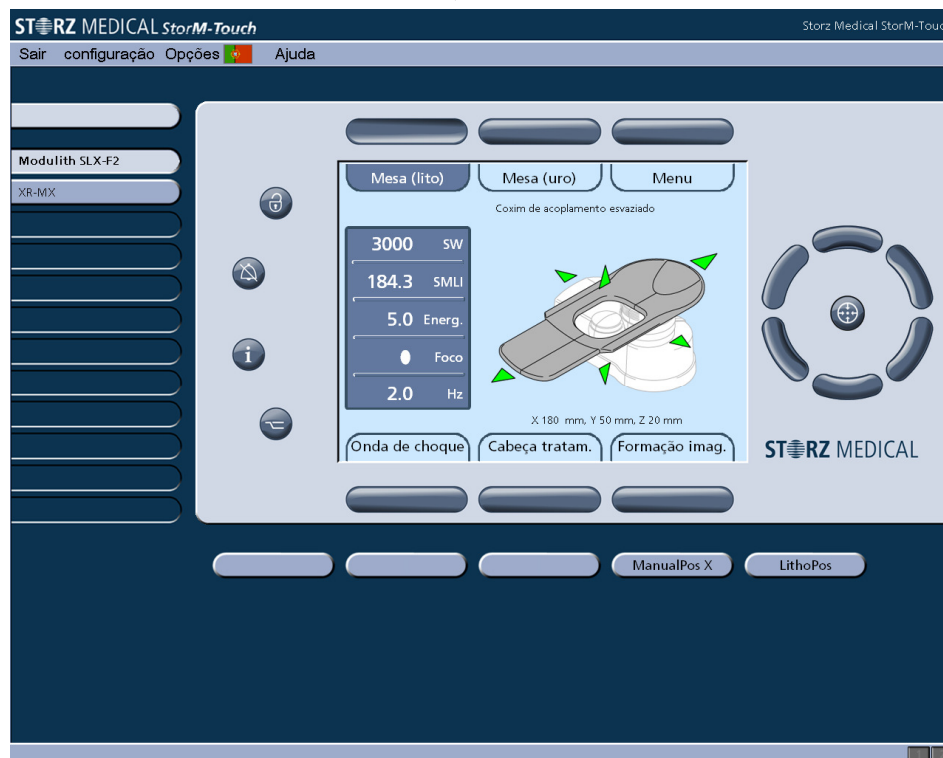 STORZ MEDICAL StorM-Touch
Storz Medical StorM-Touc
Sair configuração Opções Ajuda
Modulith SLX-F2
XR-MX
Mesa (lito) Mesa (uro) Menu
Coxim de acoplamento esvaziado
3000 SW
184.3 SMLI
5.0 Energ.
Foco
2.0 Hz
i
X 180 mm, Y 50 mm, Z 20 mm
Onda de choque Cabeça tratam. Formação imag.
STORZ MEDICAL
ManualPos X LithoPos